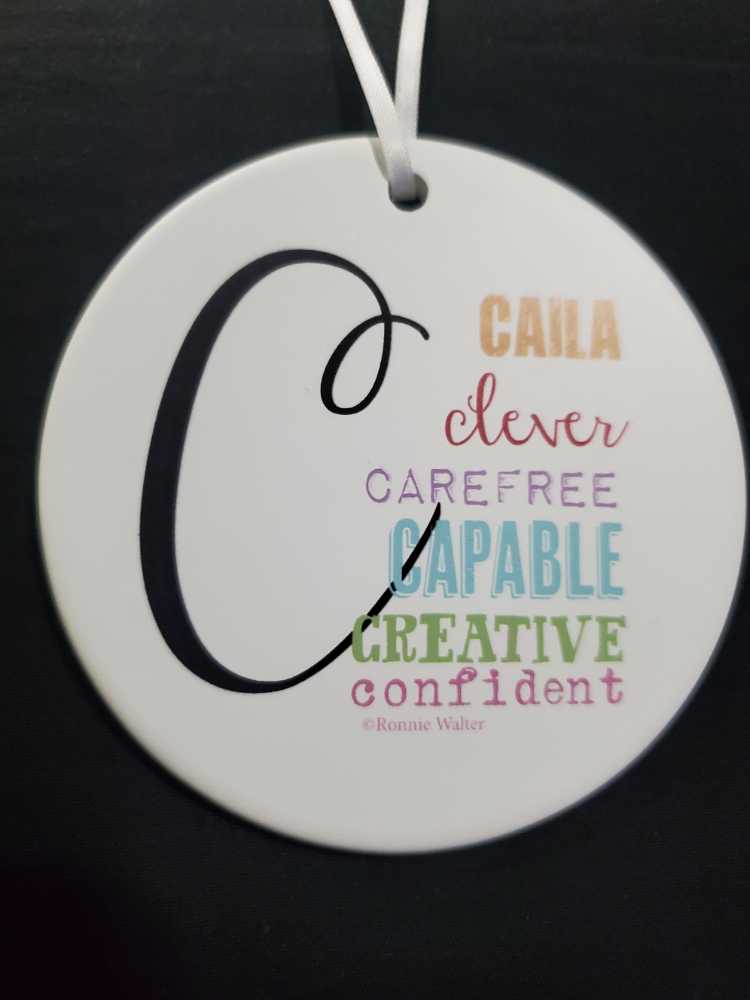 C
CAILA
clever
CAREFREE
CAPABLE
CREATIVE
confident
©Ronnie Walter